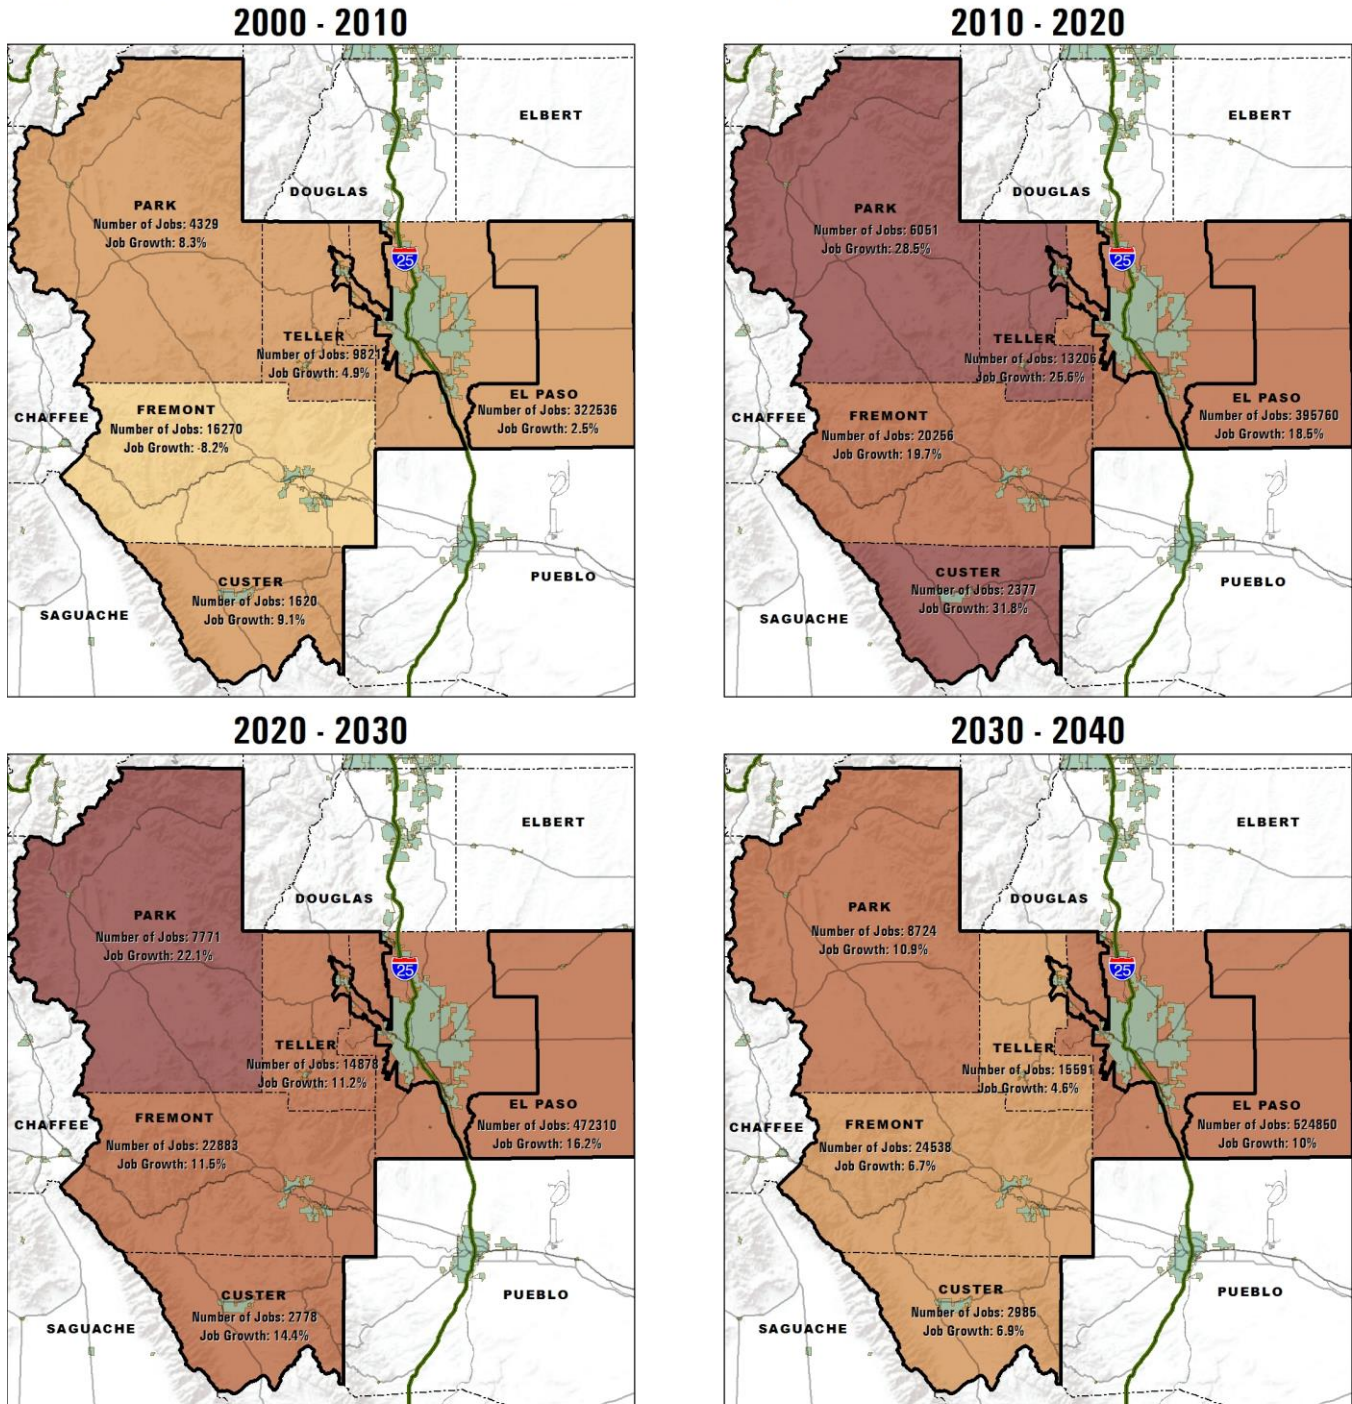 2000 - 2010
ELBERT
DOUGLAS
PARK
Number of Jobs: 4329
Job Growth: 8.3%
25
TELLER
Number of Jobs: 9821
Job Growth: 4.9%
EL PASO
Number of Jobs: 322536
Job Growth: 2.5%
CHAFFEE
FREMONT
Number of Jobs: 16270
Job Growth: -8.2%
CUSTER
Number of Jobs: 1620
Job Growth: 9.1%
PUEBLO
SAGUACHE
2010 - 2020
ELBERT
DOUGLAS
PARK
Number of Jobs: 6051
Job Growth: 28.5%
25
TELLER
Number of Jobs: 13206
Job Growth: 25.6%
EL PASO
Number of Jobs: 395760
Job Growth: 18.5%
CHAFFEE
FREMONT
Number of Jobs: 20256
Job Growth: 19.7%
CUSTER
Number of Jobs: 2377
Job Growth: 31.8%
PUEBLO
SAGUACHE
2020 - 2030
ELBERT
DOUGLAS
PARK
Number of Jobs: 7771
Job Growth: 22.1%
25
TELLER
Number of Jobs: 14878
Job Growth: 11.2%
EL PASO
Number of Jobs: 472310
Job Growth: 16.2%
CHAFFEE
FREMONT
Number of Jobs: 22883
Job Growth: 11.5%
CUSTER
Number of Jobs: 2778
Job Growth: 14.4%
PUEBLO
SAGUACHE
2030 - 2040
ELBERT
DOUGLAS
PARK
Number of Jobs: 8724
Job Growth: 10.9%
25
TELLER
Number of Jobs: 15591
Job Growth: 4.6%
EL PASO
Number of Jobs: 524850
Job Growth: 10%
CHAFFEE
FREMONT
Number of Jobs: 24538
Job Growth: 6.7%
CUSTER
Number of Jobs: 2985
Job Growth: 6.9%
PUEBLO
SAGUACHE